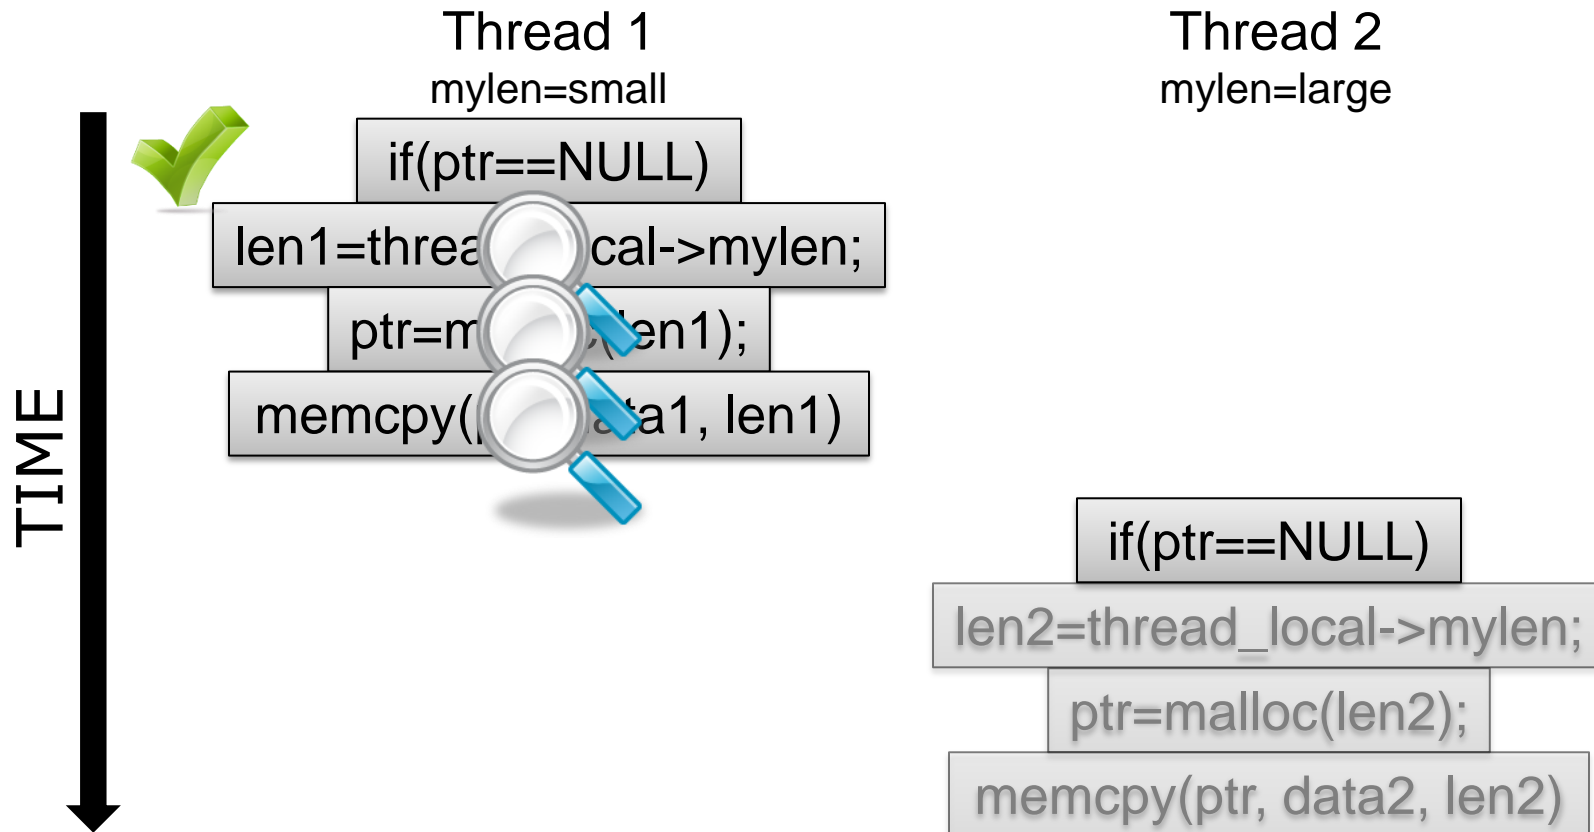 Thread 1
mylen=small
if(ptr==NULL)
len1=threa cal->mylen;
ptr=m (len1);
memcpy( ta1, len1)
TIME
Thread 2
mylen=large
if(ptr==NULL)
len2=thread_local->mylen;
ptr=malloc(len2);
memcpy(ptr, data2, len2)